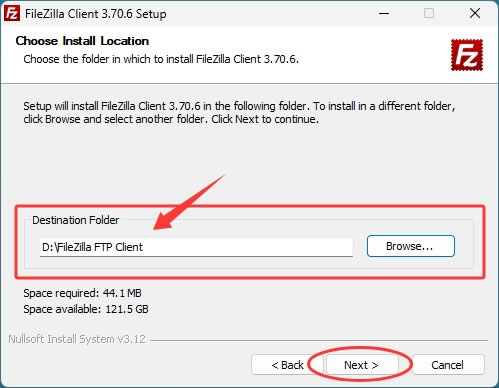 FileZilla Client 3.70.6 Setup
Choose Install Location
Choose the folder in which to install FileZilla Client 3.70.6.
Fz
Setup will install FileZilla Client 3.70.6 in the following folder. To install in a different folder,
click Browse and select another folder. Click Next to continue.
Destination Folder
D:\FileZilla FTP Client
Browse...
Space required: 44.1 MB
Space available: 121.5 GB
Nullsoft Install System v3.12
< Back
Next >
Cancel